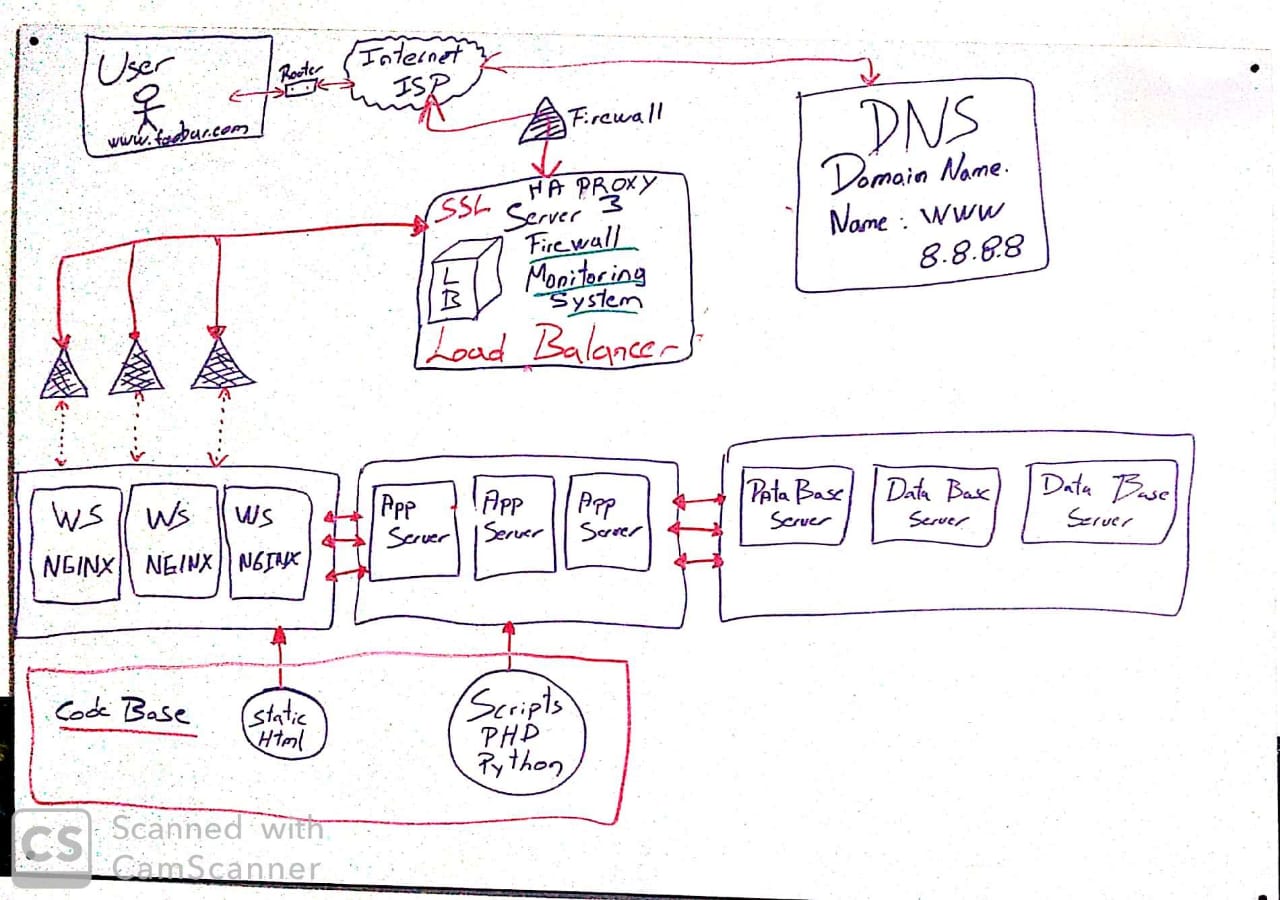 User
www.foobur.com
Router
Internet
ISP
Firewall
DNS
Domain Name.
Name: WWW
8.8.8.8
HA PROXY
SSL
Server 3
Firewall
Monitoring
System
L
B
Load Balancer
WS
NGINX
WS
NGINX
WS
NGINX
App
Server
App
Server
App
Server
Data Base
Server
Data Base
Server
Data Base
Server
Code Base
Static
Html
Scripts
PHD
Python
CS
Scanned with
CamScanner